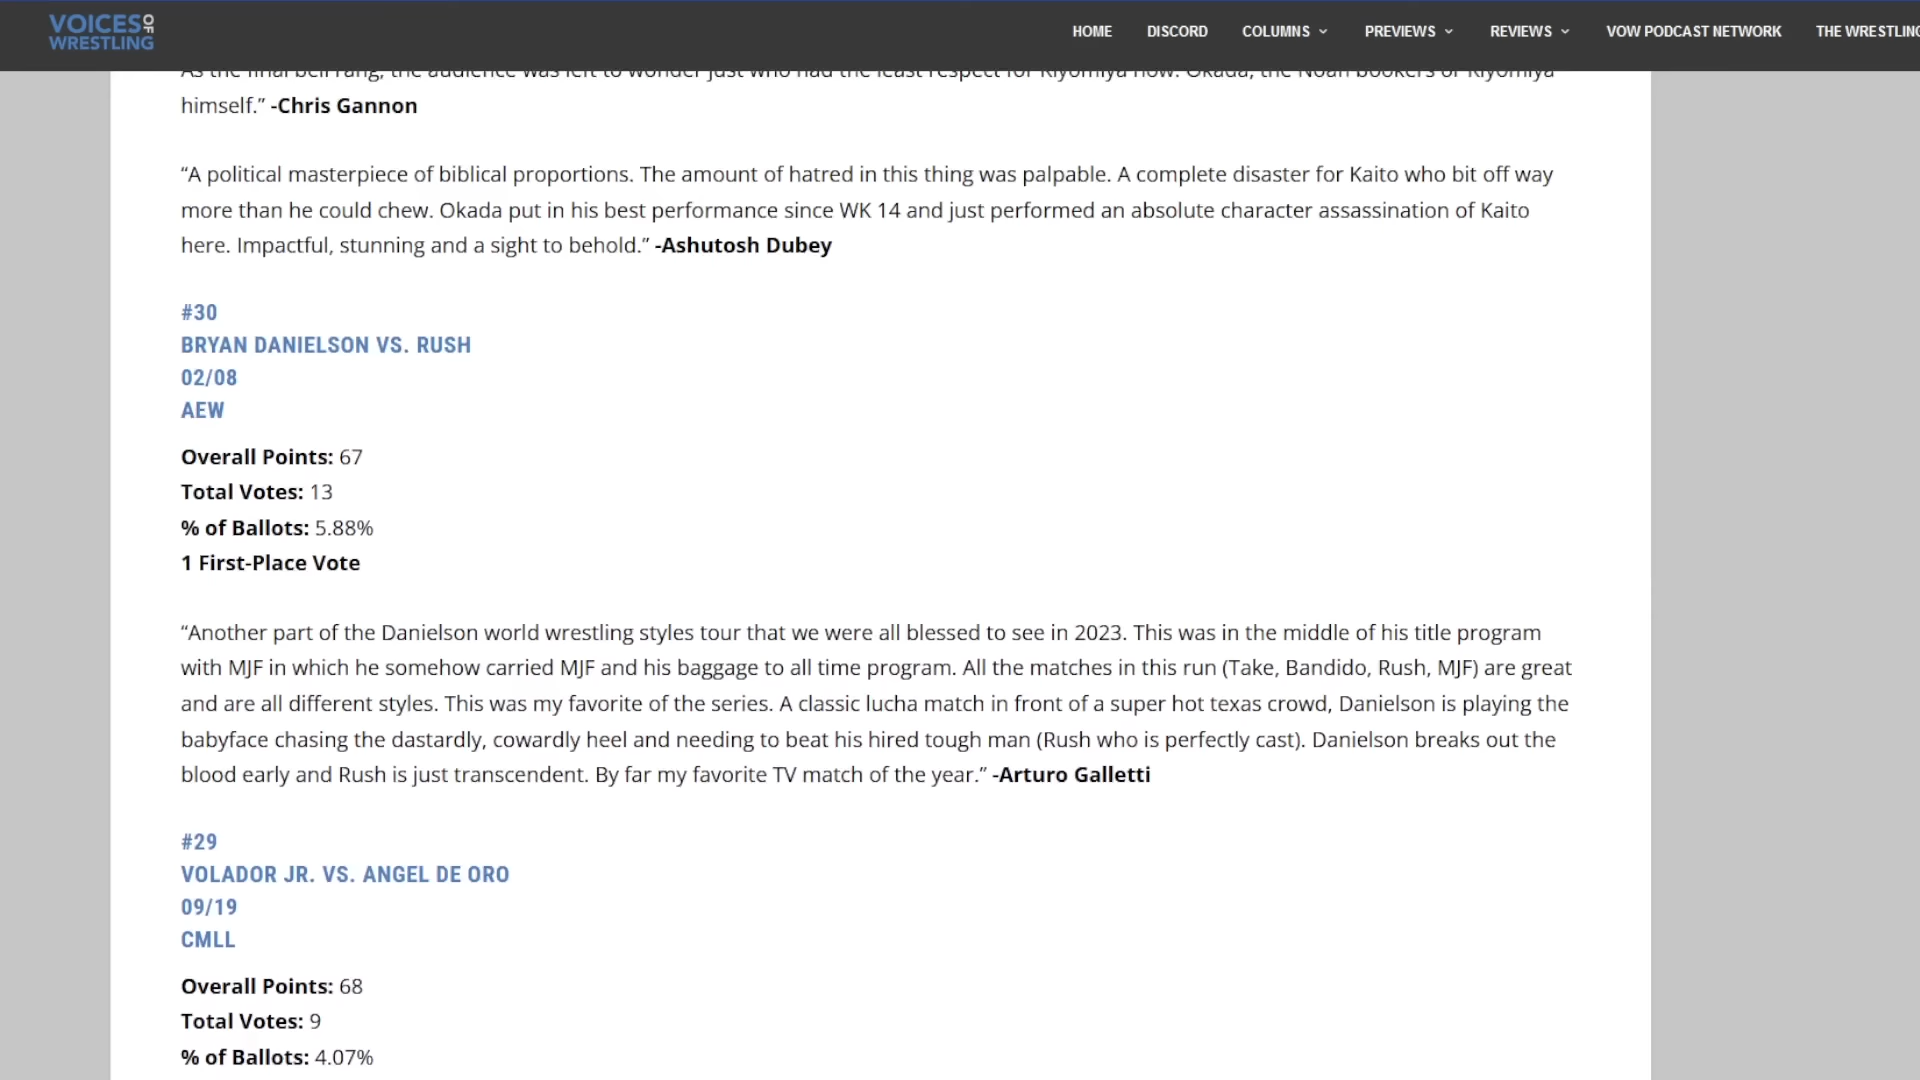 VOICES OF WRESTLING
HOME DISCORD COLUMNS PREVIEWS REVIEWS VOW PODCAST NETWORK THE WRESTLING
As the final bell rang, the audience was left to wonder just who had the least respect for Kiyomiya now: Okada, the Noah bookers or Kiyomiya
himself.” -Chris Gannon
“A political masterpiece of biblical proportions. The amount of hatred in this thing was palpable. A complete disaster for Kaito who bit off way
more than he could chew. Okada put in his best performance since WK 14 and just performed an absolute character assassination of Kaito
here. Impactful, stunning and a sight to behold.” -Ashutosh Dubey
#30
BRYAN DANIELSON VS. RUSH
02/08
AEW
Overall Points: 67
Total Votes: 13
% of Ballots: 5.88%
1 First-Place Vote
“Another part of the Danielson world wrestling styles tour that we were all blessed to see in 2023. This was in the middle of his title program
with MJF in which he somehow carried MJF and his baggage to all time program. All the matches in this run (Take, Bandido, Rush, MJF) are great
and are all different styles. This was my favorite of the series. A classic lucha match in front of a super hot texas crowd, Danielson is playing the
babyface chasing the dastardly, cowardly heel and needing to beat his hired tough man (Rush who is perfectly cast). Danielson breaks out the
blood early and Rush is just transcendent. By far my favorite TV match of the year.” -Arturo Galletti
#29
VOLADOR JR. VS. ANGEL DE ORO
09/19
CMLL
Overall Points: 68
Total Votes: 9
% of Ballots: 4.07%